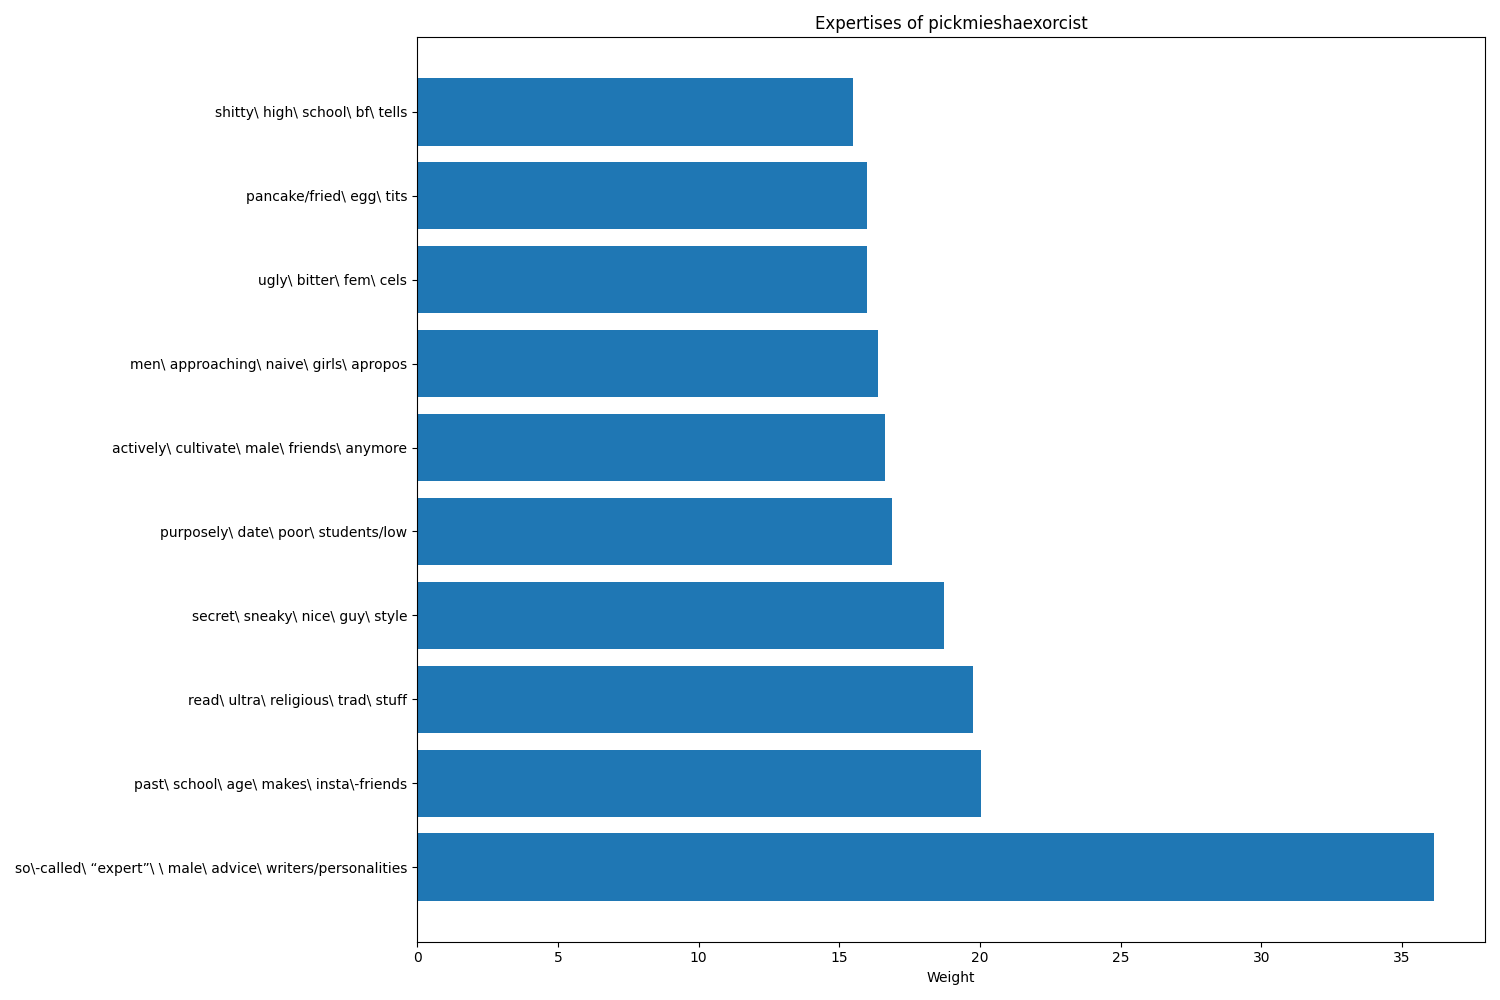 Expertises of pickmieshaexorcist
shitty\ high\ school\ bf\ tells
pancake/fried\ egg\ tits
ugly\ bitter\ fem\ cels
men\ approaching\ naive\ girls\ apropos
actively\ cultivate\ male\ friends\ anymore
purposely\ date\ poor\ students/low
secret\ sneaky\ nice\ guy\ style
read\ ultra\ religious\ trad\ stuff
past\ school\ age\ makes\ insta\-friends
so\-called\ “expert”\ \ male\ advice\ writers/personalities
0 5 10 15 20 25 30 35
Weight